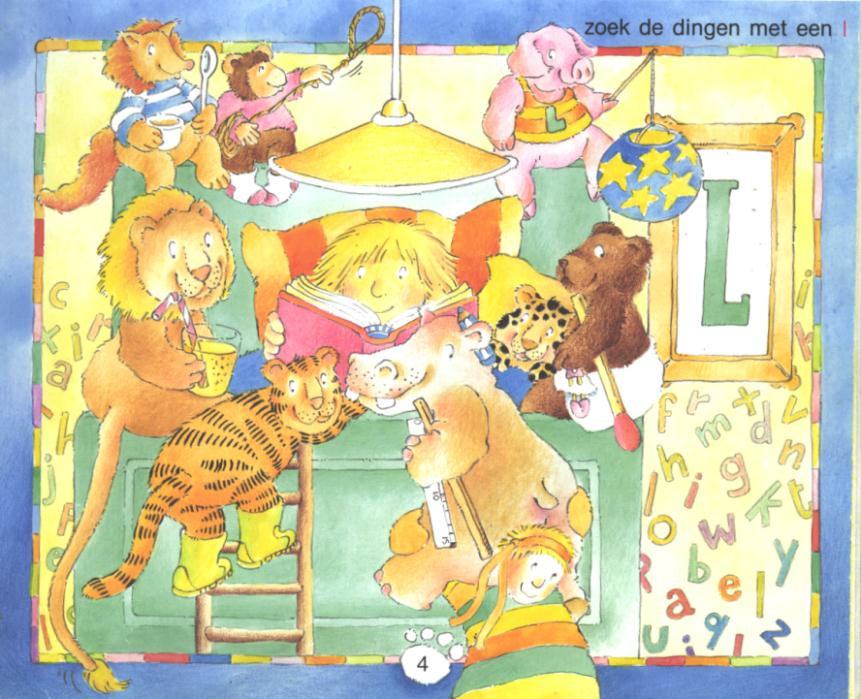 zoek de dingen met een l
L
L
c
r
i
x
a
h
j
i
k
f r t v
m d
h g n
i k t
l
o w
b y
a e l
u i g l z
4